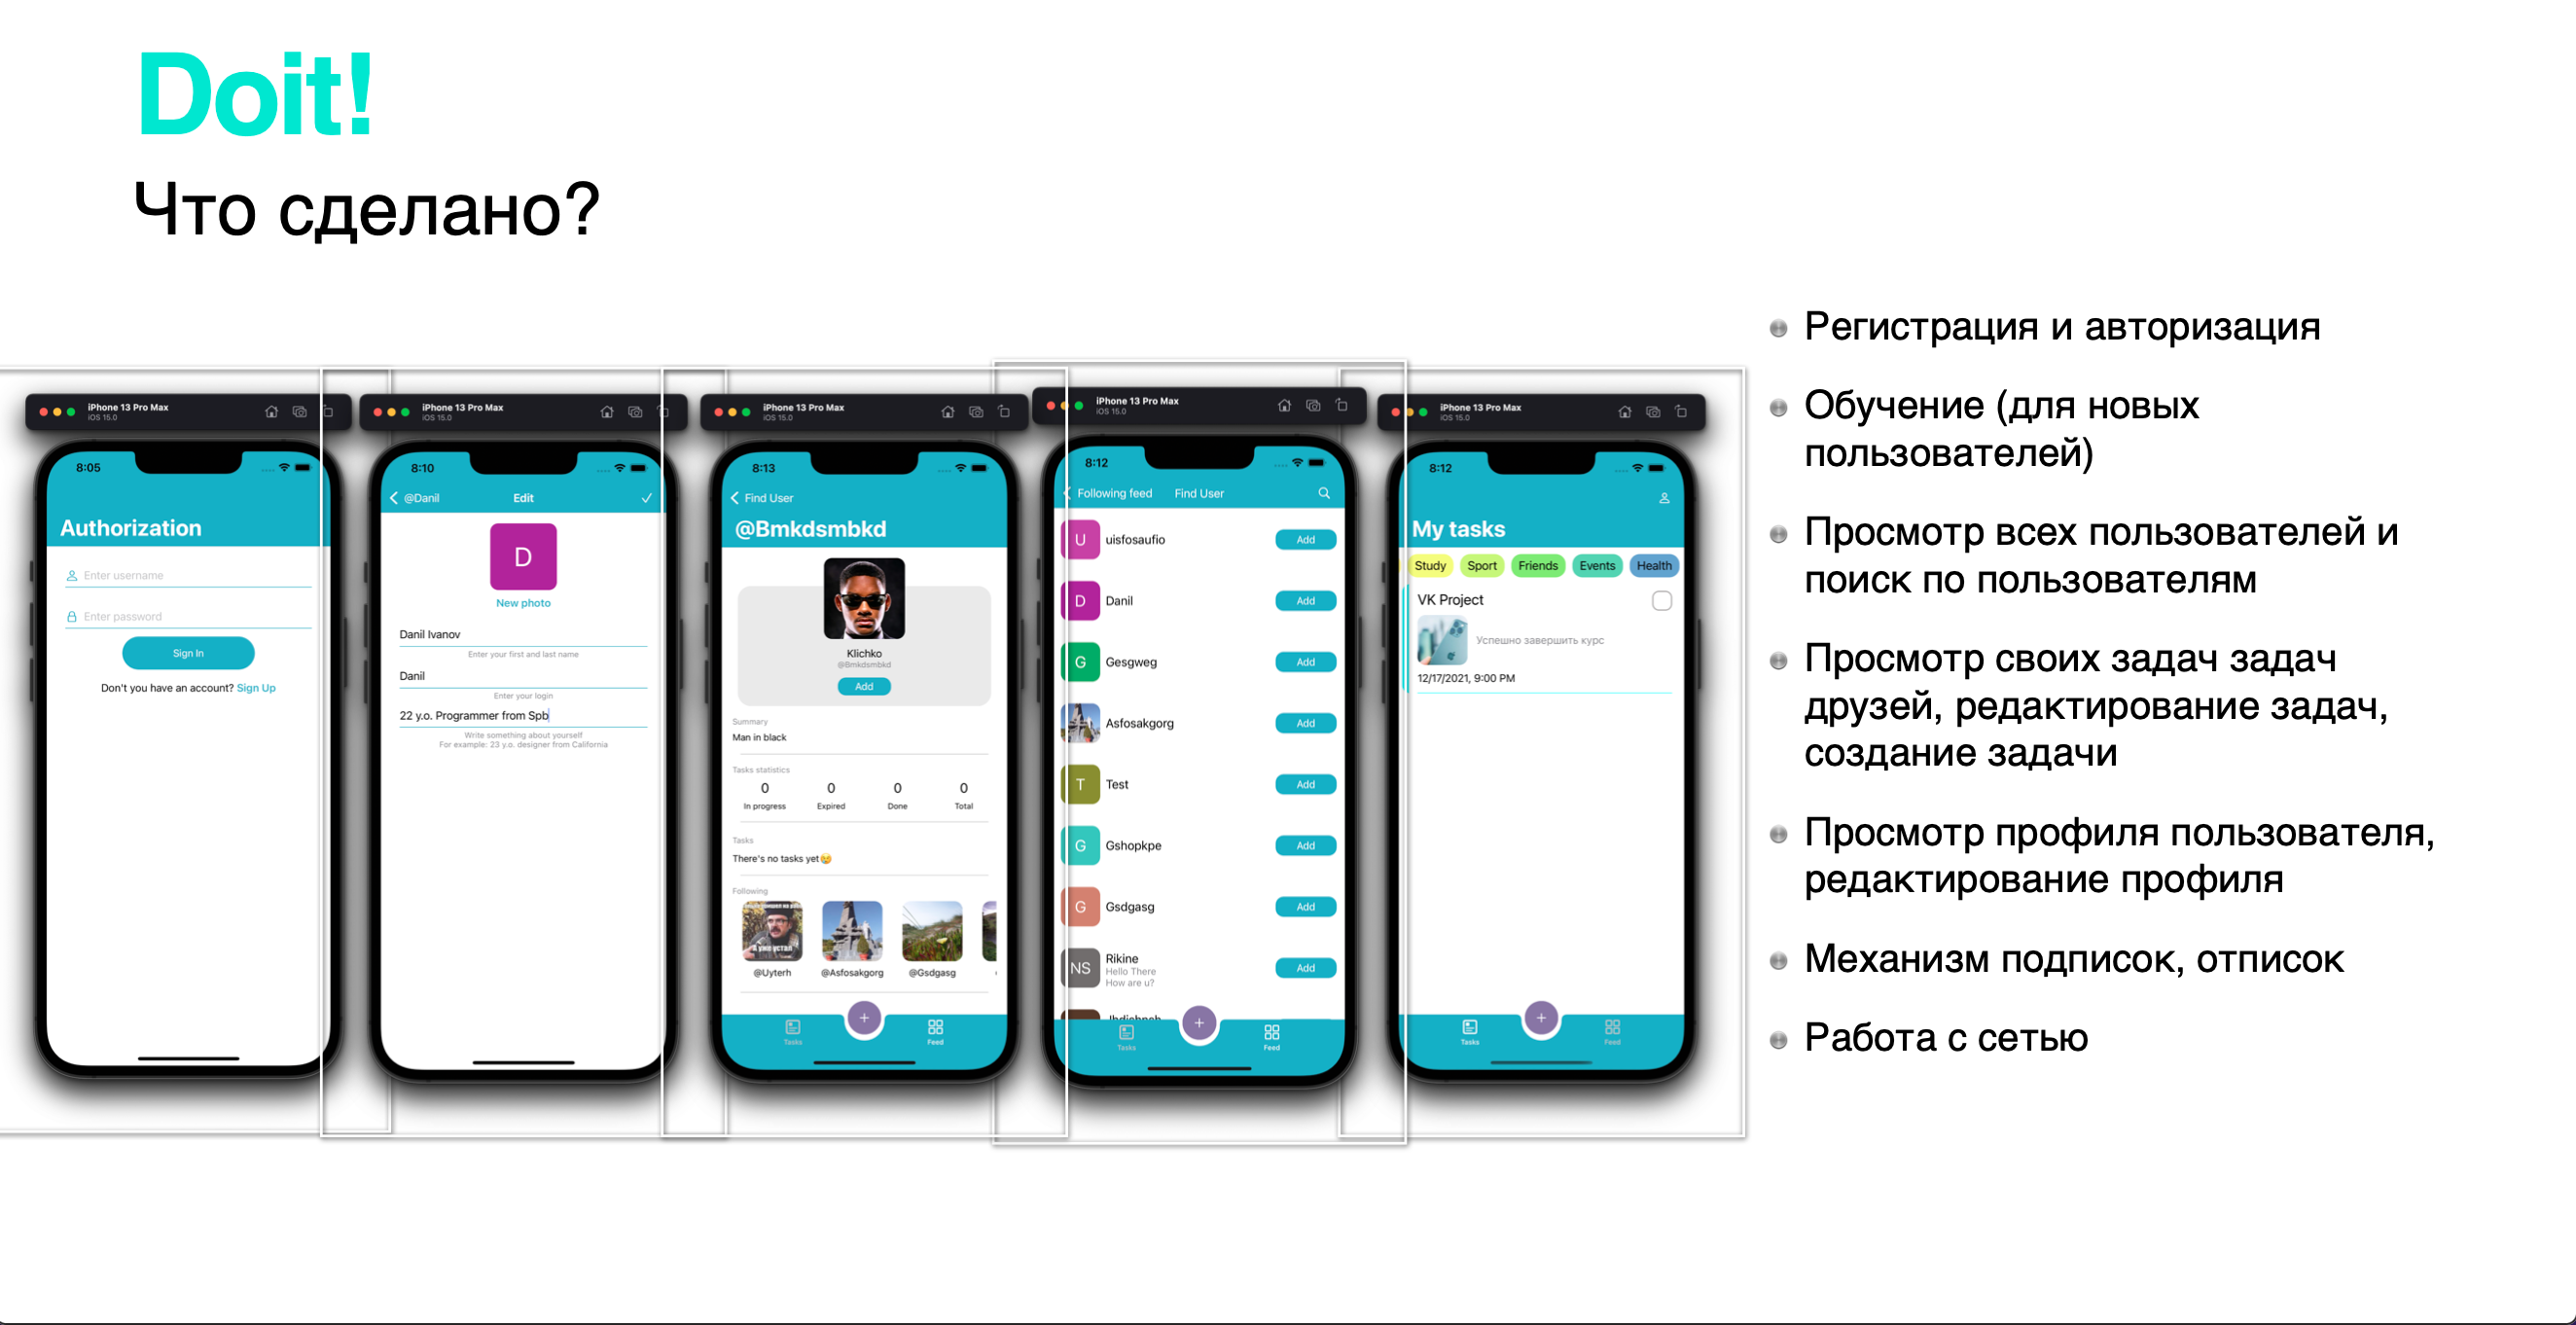 Doit!
Что сделано?
iPhone 13 Pro Max
iOS 15.0
8:05
Authorization
Enter username
Enter password
Sign In
Don't you have an account? Sign Up
iPhone 13 Pro Max
iOS 15.0
8:10
@Danil
Edit
D
New photo
Danil Ivanov
Enter your first and last name
Danil
Enter your login
22 y.o. Programmer from Spb
Write something about yourself
For example: 23 y.o. designer from California
iPhone 13 Pro Max
iOS 15.0
8:13
Find User
@Bmkdsmbkd
Klichko
@Bmkdsmbkd
Add
Summary
Man in black
Tasks statistics
0 0 0 0
In progress Expired Done Total
Tasks
There's no tasks yet😢
Following
А уже устал
@Uyterh @Asfosakgorg @Gsdgasg
+
Tasks Feed
iPhone 13 Pro Max
iOS 15.0
8:12
Following feed Find User
U uisfosaufio Add
D Danil Add
G Gesgweg Add
Asfosakgorg Add
T Test Add
G Gshopkpe Add
G Gsdgasg Add
NS Rikine Add
Hello There
How are u?
+
Tasks Feed
iPhone 13 Pro Max
iOS 15.0
8:12
My tasks
Study Sport Friends Events Health
VK Project
Успешно завершить курс
12/17/2021, 9:00 PM
+
Tasks Feed
Регистрация и авторизация
Обучение (для новых
пользователей)
Просмотр всех пользователей и
поиск по пользователям
Просмотр своих задач задач
друзей, редактирование задач,
создание задачи
Просмотр профиля пользователя,
редактирование профиля
Механизм подписок, отписок
Работа с сетью